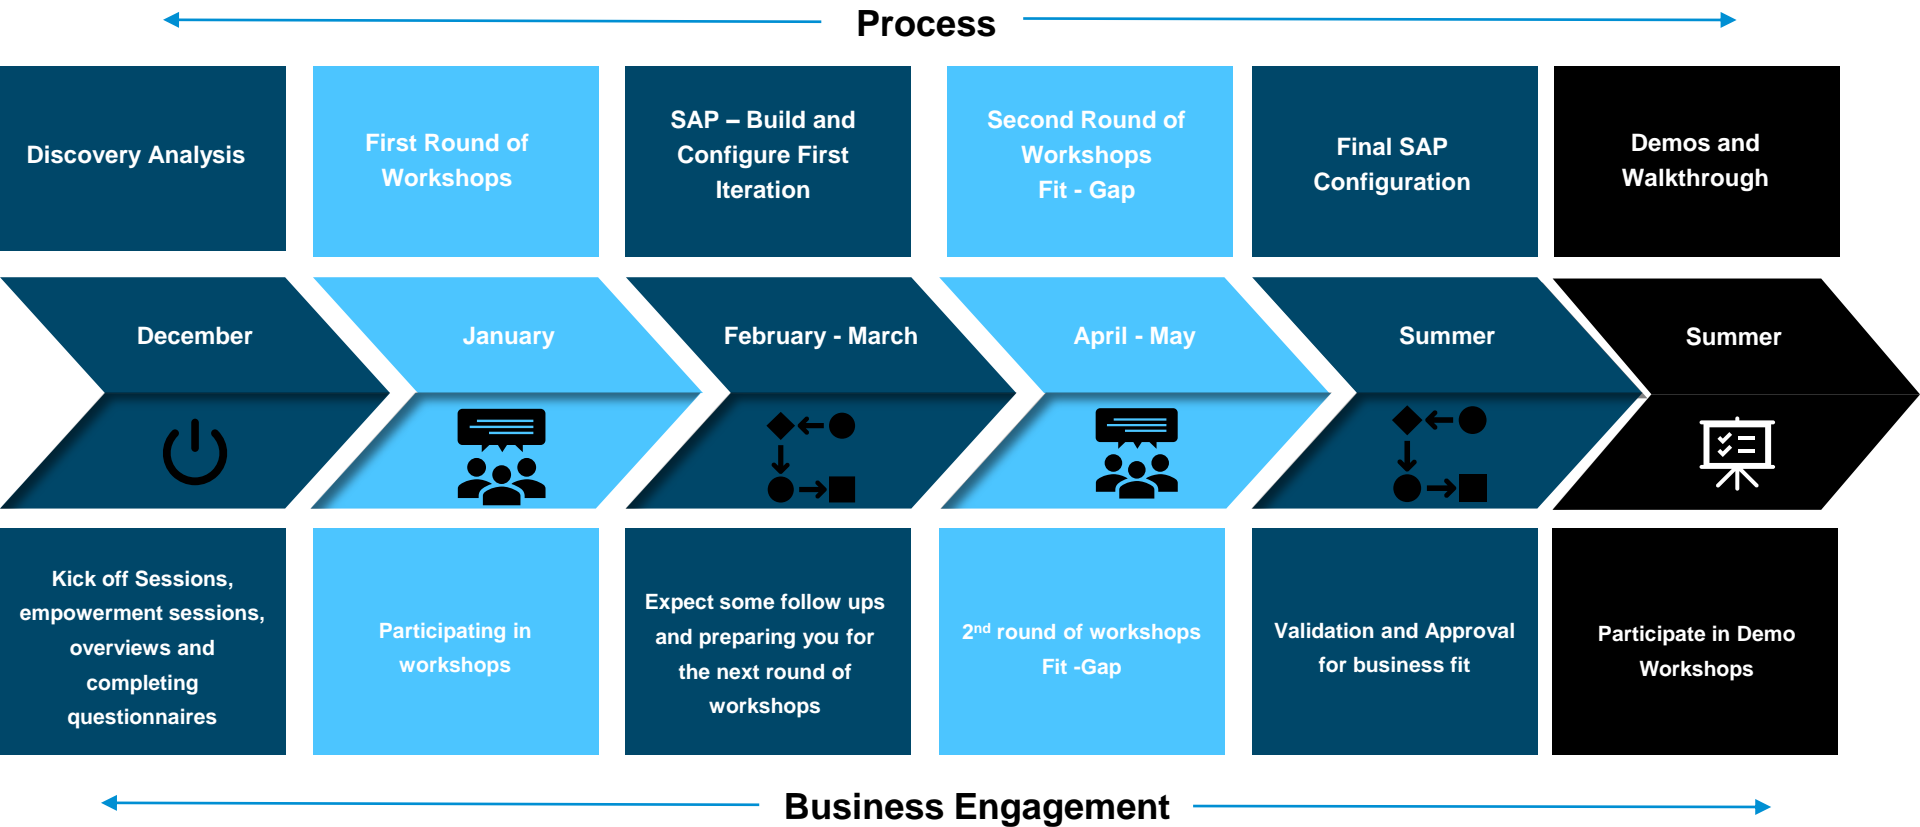 Process
Discovery Analysis
First Round of
Workshops
SAP – Build and
Configure First
Iteration
Second Round of
Workshops
Fit - Gap
Final SAP
Configuration
Demos and
Walkthrough
December
January
February - March
April - May
Summer
Summer
Kick off Sessions,
empowerment sessions,
overviews and
completing
questionnaires
Participating in
workshops
Expect some follow ups
and preparing you for
the next round of
workshops
2nd round of workshops
Fit -Gap
Validation and Approval
for business fit
Participate in Demo
Workshops
Business Engagement